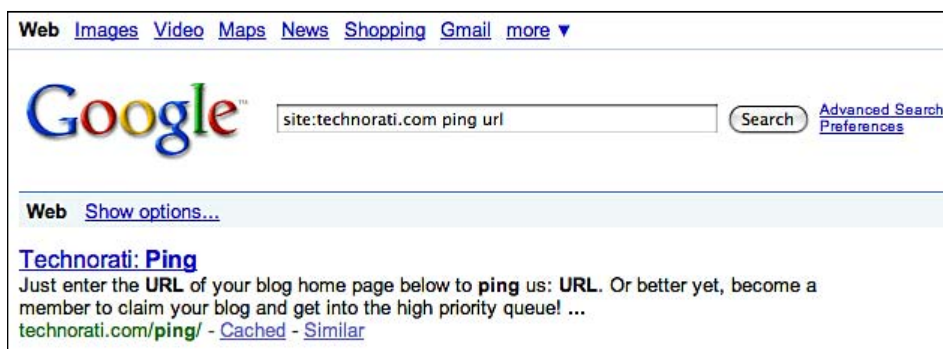 Web Images Video Maps News Shopping Gmail more ▼
Google™ site:technorati.com ping url Search Advanced Search
Preferences
Web Show options...
Technorati: Ping
Just enter the URL of your blog home page below to ping us: URL. Or better yet, become a
member to claim your blog and get into the high priority queue! ...
technorati.com/ping/ - Cached - Similar